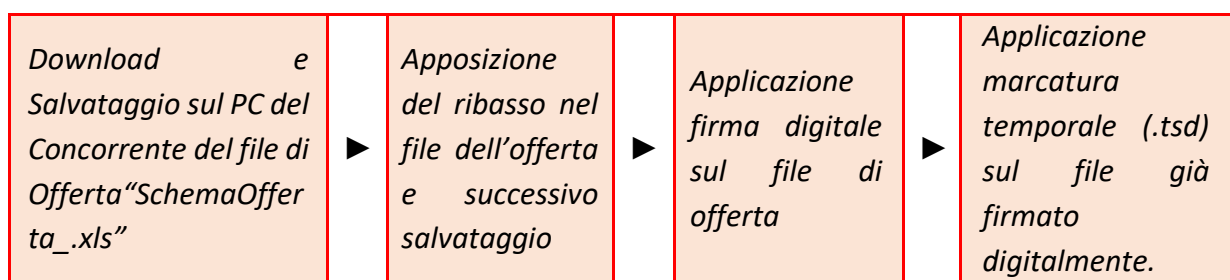 Download e
Salvataggio sul PC del
Concorrente del file di
Offerta“SchemaOffer
ta_.xls”
►
Apposizione
del ribasso nel
file dell’offerta
e successivo
salvataggio
►
Applicazione
firma digitale
sul file di
offerta
►
Applicazione
marcatura
temporale (.tsd)
sul file già
firmato
digitalmente.